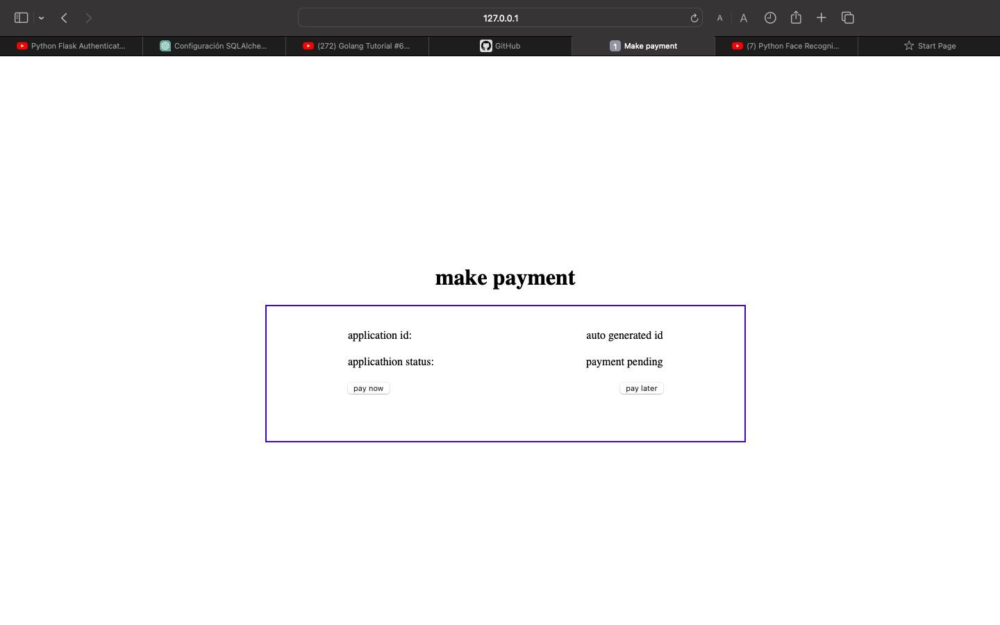 127.0.0.1
A A
Python Flask Authenticat... Configuración SQLAlche... (272) Golang Tutorial #6... GitHub 1 Make payment (7) Python Face Recogni... Start Page
make payment
application id: auto generated id
applicathion status: payment pending
pay now pay later